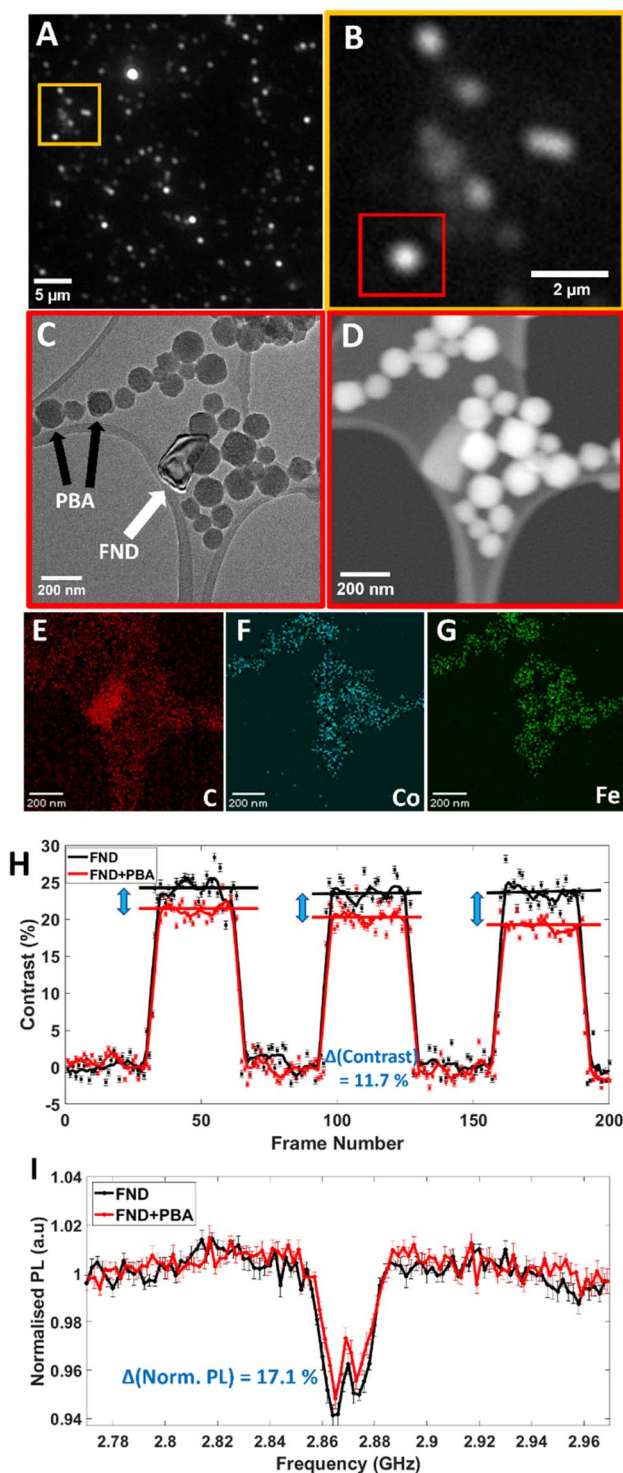 A
B
5 µm
2 µm
C
D
PBA
FND
200 nm
200 nm
E
F
G
200 nm
C
200 nm
Co
200 nm
Fe
H
FND
FND+PBA
30
25
20
15
10
5
0
-5
Contrast (%)
Δ(Contrast)
= 11.7 %
0
50
100
150
200
Frame Number
I
FND
FND+PBA
1.04
1.02
1
0.98
0.96
0.94
Normalised PL (a.u)
Δ(Norm. PL) = 17.1 %
2.78
2.8
2.82
2.84
2.86
2.88
2.9
2.92
2.94
2.96
Frequency (GHz)